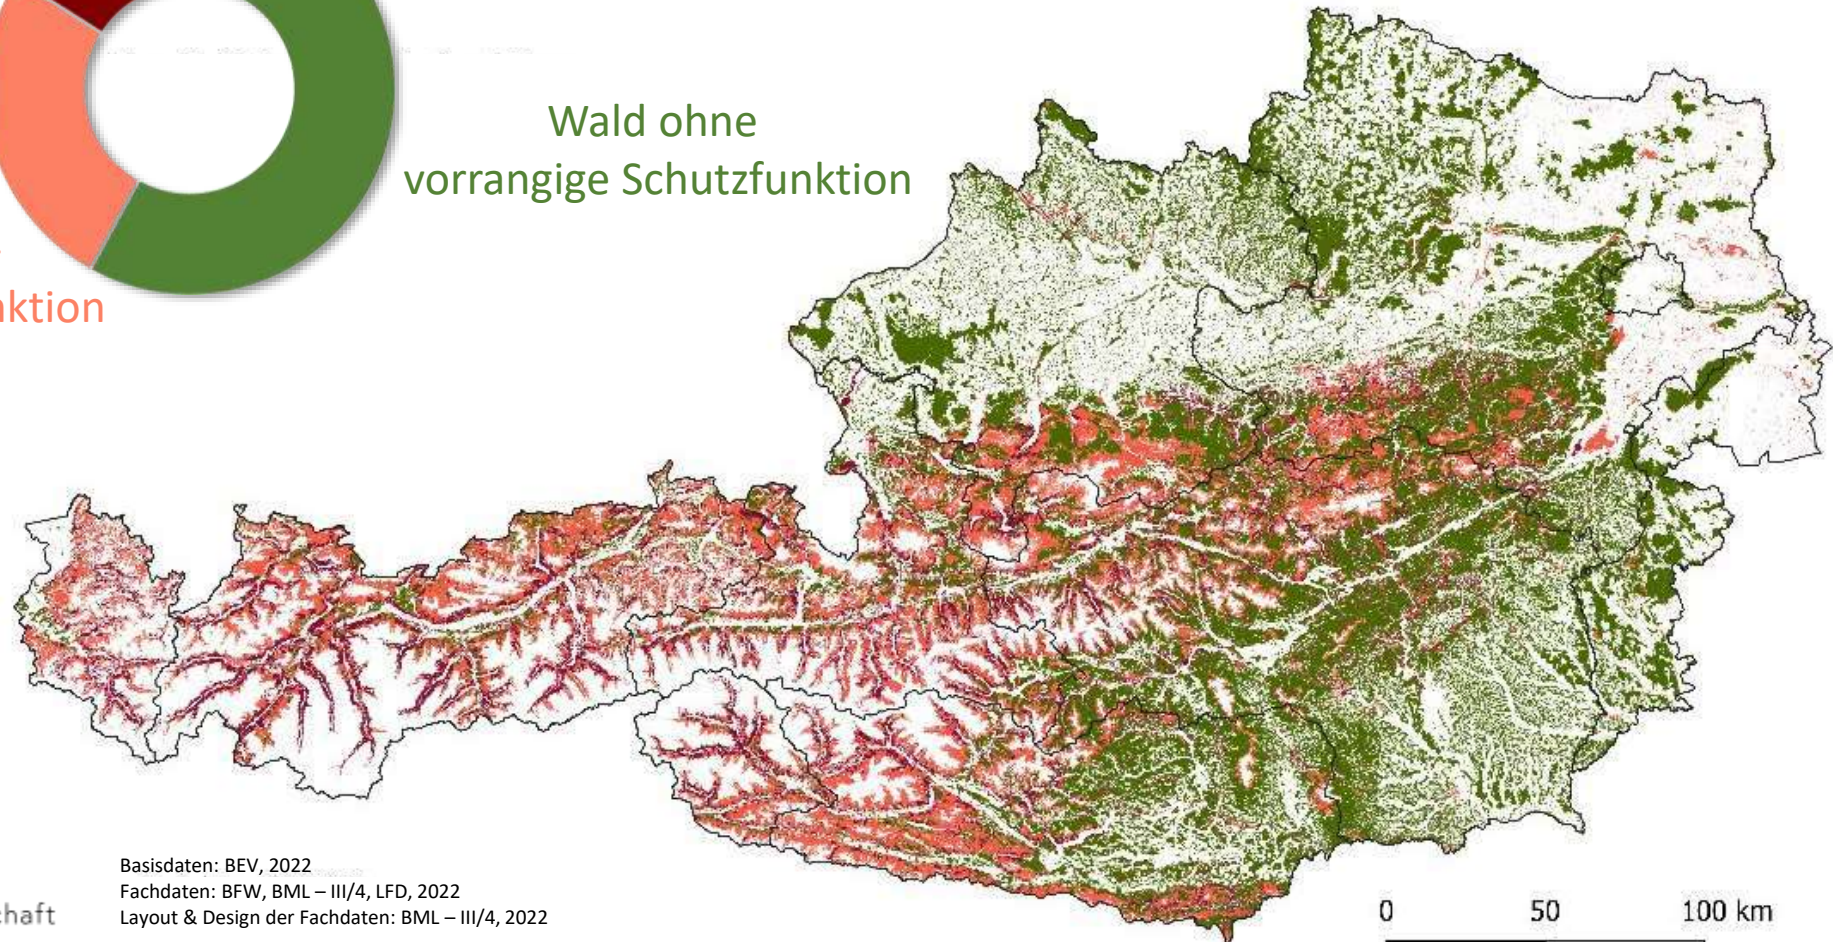 Wald ohne
vorrangige Schutzfunktion
nktion
Basisdaten: BEV, 2022
Fachdaten: BFW, BML – III/4, LFD, 2022
Layout & Design der Fachdaten: BML – III/4, 2022
haft
0 50 100 km